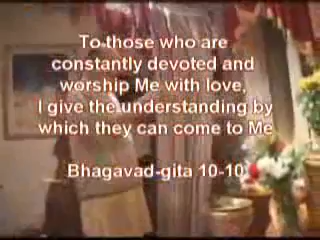 To those who are
constantly devoted and
worship Me with love,
I give the understanding by
which they can come to Me
Bhagavad-gita 10-10